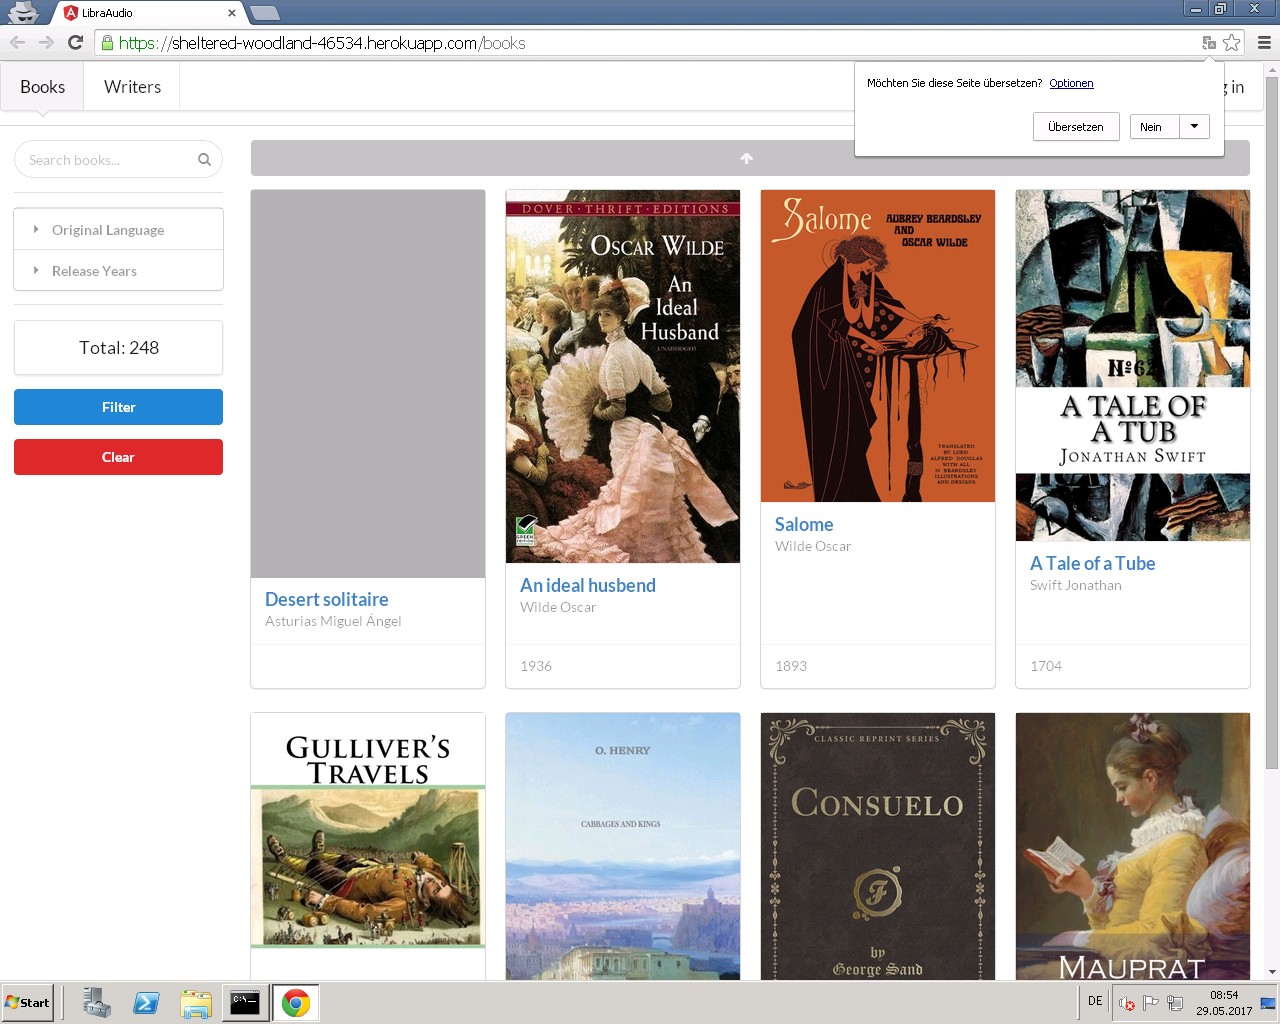 LibraAudio
https://sheltered-woodland-46534.herokuapp.com/books
Books
Writers
in
Möchten Sie diese Seite übersetzen? Optionen
Übersetzen
Nein
Search books...
Original Language
Release Years
Total: 248
Filter
Clear
Desert solitaire
Asturias Miguel Ángel
DOVER · THRIFT · EDITIONS
OSCAR WILDE
An
Ideal
Husband
UNABRIDGED
GREEN EDITION
An ideal husbend
Wilde Oscar
1936
Salome
AUBREY BEARDSLEY
AND
OSCAR WILDE
TRANSLATED
BY LORD
ALFRED DOUGLAS
WITH ALL
16 BEARDSLEY
ILLUSTRATIONS
AND DESIGNS
Salome
Wilde Oscar
1893
Nº62
A TALE OF
A TUB
JONATHAN SWIFT
A Tale of a Tube
Swift Jonathan
1704
GULLIVER'S
TRAVELS
O. HENRY
CABBAGES AND KINGS
CLASSIC REPRINT SERIES
CONSUELO
F
by
George Sand
MAUPRAT
Start
C:\
DE
08:54
29.05.2017